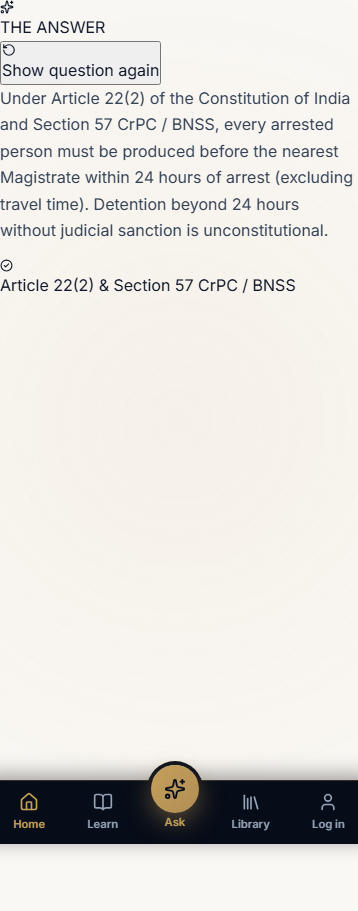 THE ANSWER
Show question again
Under Article 22(2) of the Constitution of India
and Section 57 CrPC / BNSS, every arrested
person must be produced before the nearest
Magistrate within 24 hours of arrest (excluding
travel time). Detention beyond 24 hours
without judicial sanction is unconstitutional.
Article 22(2) & Section 57 CrPC / BNSS
Home
Learn
Ask
Library
Log in